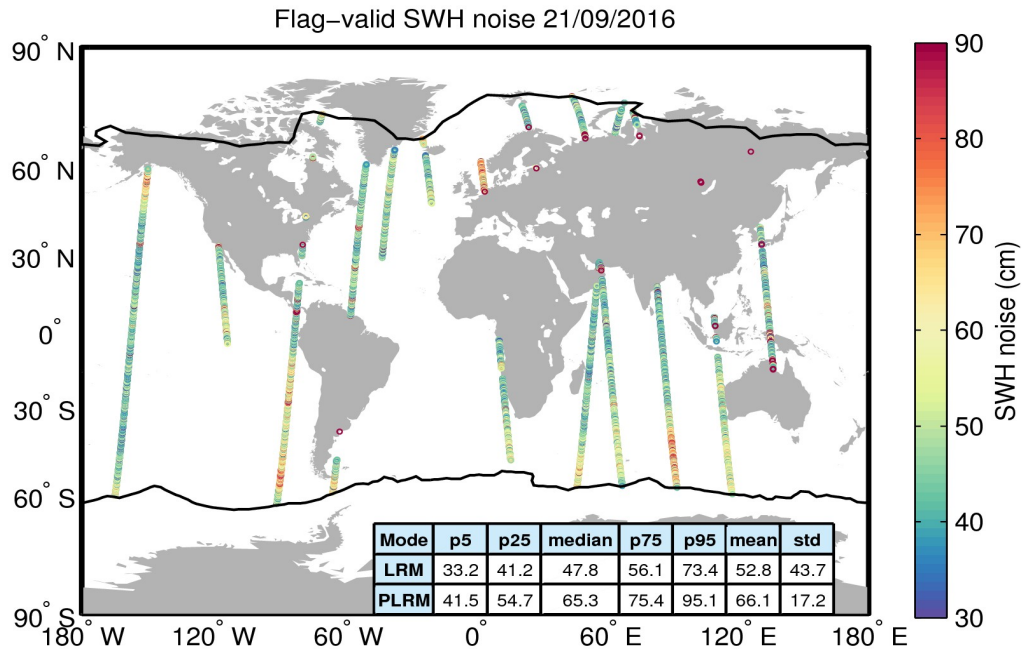 Flag−valid SWH noise 21/09/2016
90° N
60° N
30° N
0°
30° S
60° S
90° S
180° W
120° W
60° W
0°
60° E
120° E
180° E
Mode p5 p25 median p75 p95 mean std
LRM 33.2 41.2 47.8 56.1 73.4 52.8 43.7
PLRM 41.5 54.7 65.3 75.4 95.1 66.1 17.2
90
80
70
60
50
40
30
SWH noise (cm)